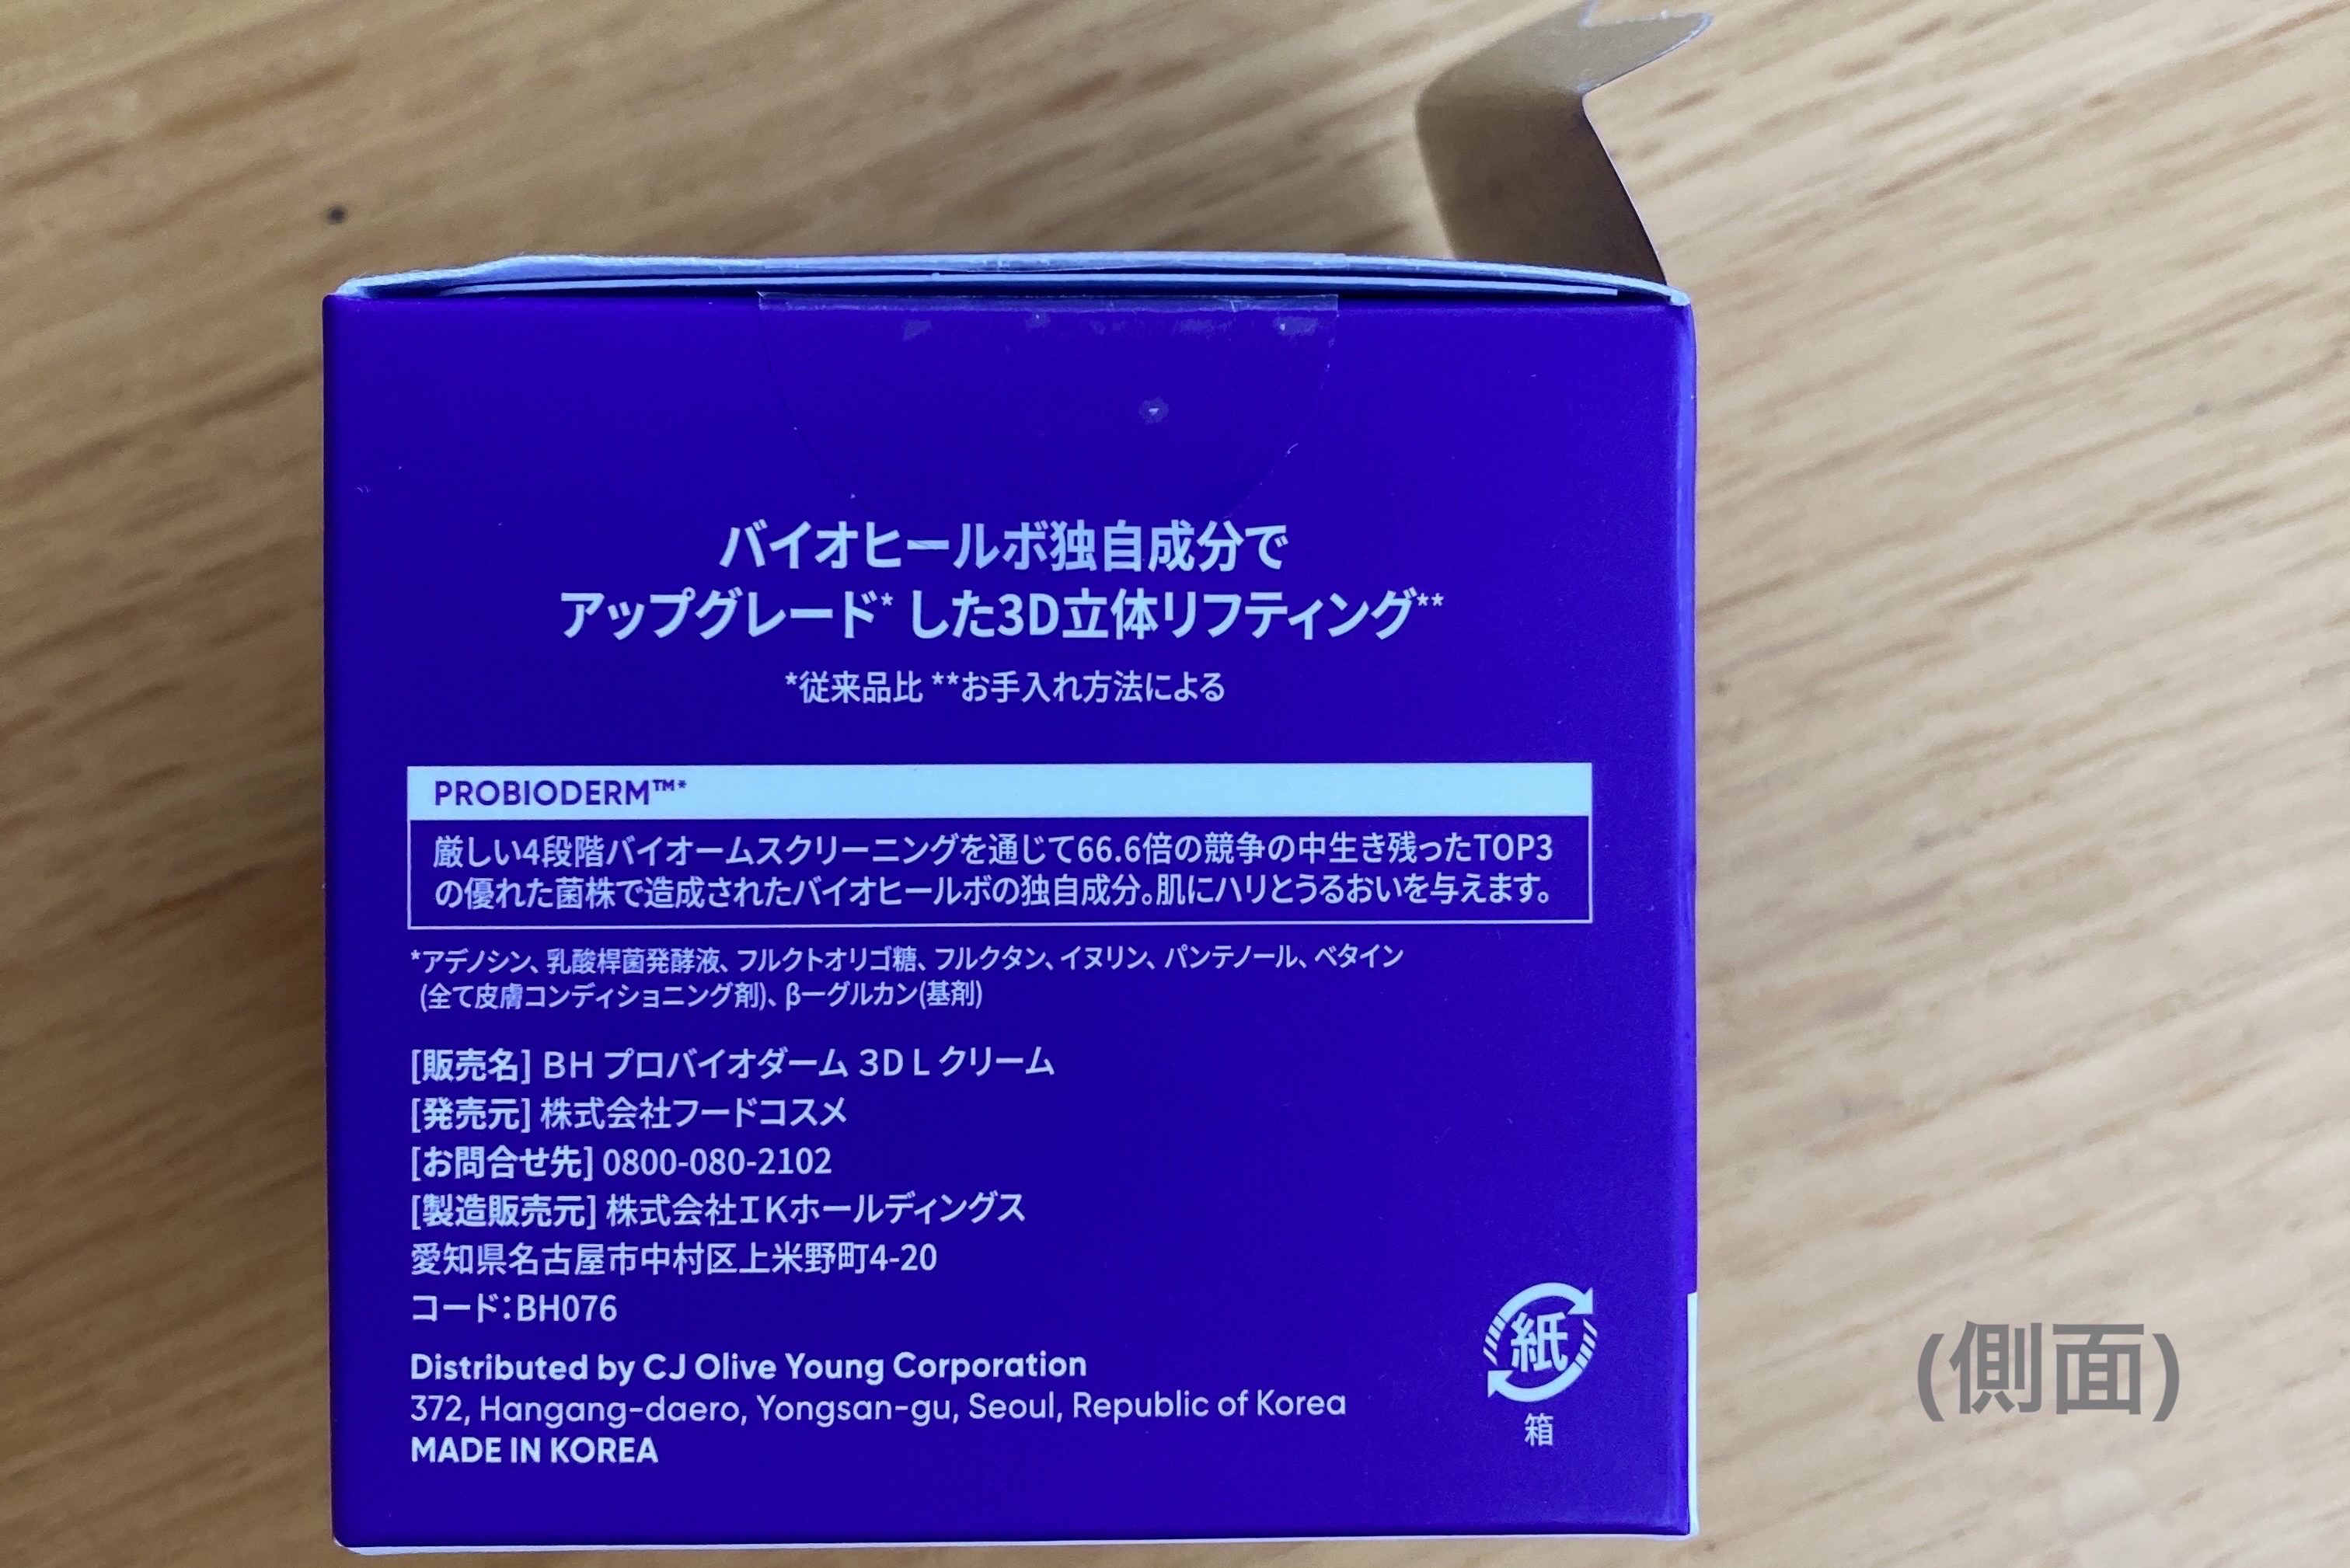 バイオヒールボ独自成分で
アップグレード* した3D立体リフティング**
*従来品比 **お手入れ方法による
PROBIODERM™*
厳しい4段階バイオームスクリーニングを通じて66.6倍の競争の中生き残ったTOP3
の優れた菌株で造成されたバイオヒールボの独自成分。肌にハリとうるおいを与えます。
*アデノシン、乳酸桿菌発酵液、フルクトオリゴ糖、フルクタン、イヌリン、パンテノール、ベタイン
(全て皮膚コンディショニング剤)、βーグルカン(基剤)
[販売名] BH プロバイオダーム 3D L クリーム
[発売元] 株式会社フードコスメ
[お問合せ先] 0800-080-2102
[製造販売元] 株式会社IKホールディングス
愛知県名古屋市中村区上米野町4-20
コード：BH076
Distributed by CJ Olive Young Corporation
372, Hangang-daero, Yongsan-gu, Seoul, Republic of Korea
MADE IN KOREA
紙
箱
(側面)